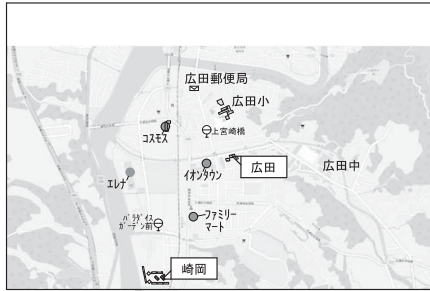 広田郵便局
広田小
コスモス
上宮崎橋
広田
広田中
イオンタウン
エレナ
パラダイス
ガーデン前
ファミリー
マート
崎岡